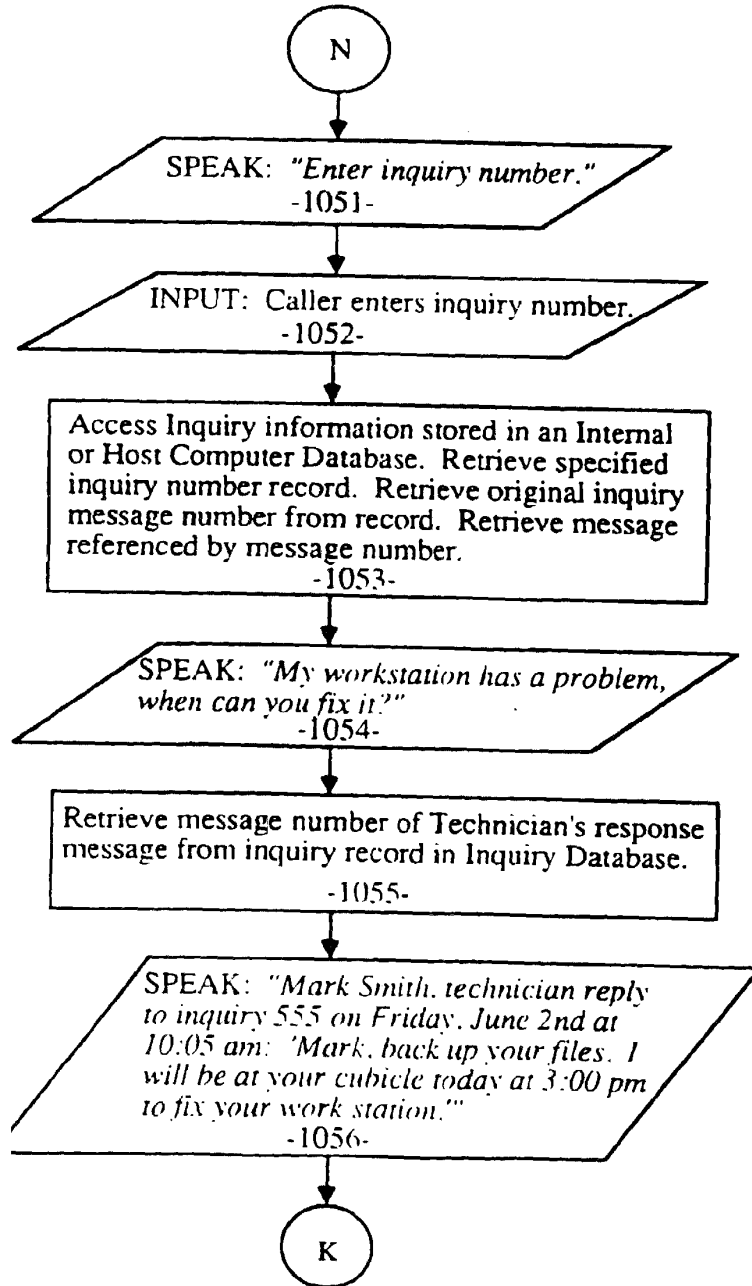 N
SPEAK: "Enter inquiry number."
-1051-
INPUT: Caller enters inquiry number.
-1052-
Access Inquiry information stored in an Internal
or Host Computer Database. Retrieve specified
inquiry number record. Retrieve original inquiry
message number from record. Retrieve message
referenced by message number.
-1053-
SPEAK: "My workstation has a problem,
when can you fix it?"
-1054-
Retrieve message number of Technician's response
message from inquiry record in Inquiry Database.
-1055-
SPEAK: "Mark Smith, technician reply
to inquiry 555 on Friday, June 2nd at
10:05 am: 'Mark, back up your files. I
will be at your cubicle today at 3:00 pm
to fix your work station.'"
-1056-
K